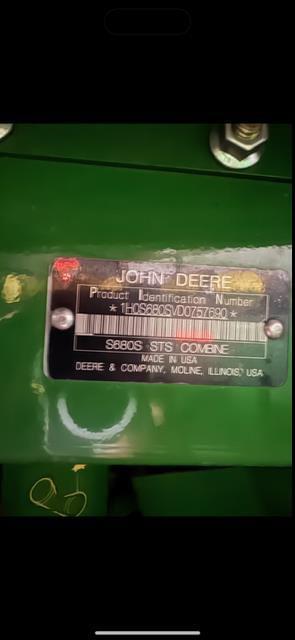 JOHN DEERE
Product Identification Number
*1H0S680SVD0757690*
S680S STS COMBINE
MADE IN USA
DEERE & COMPANY, MOLINE, ILLINOIS, USA